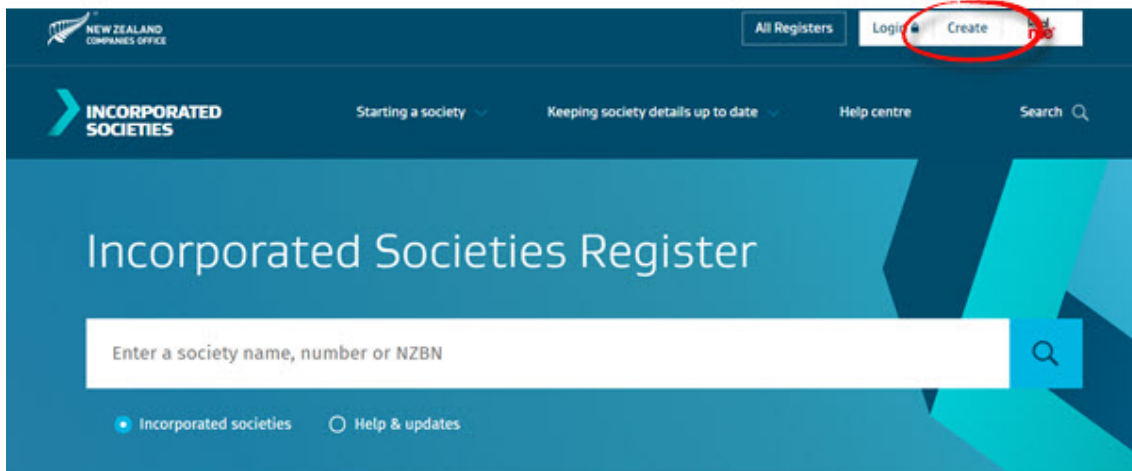 NEW ZEALAND
COMPANIES OFFICE
All Registers
Login
Create
INCORPORATED
SOCIETIES
Starting a society
Keeping society details up to date
Help centre
Search
Incorporated Societies Register
Enter a society name, number or NZBN
Incorporated societies
Help & updates